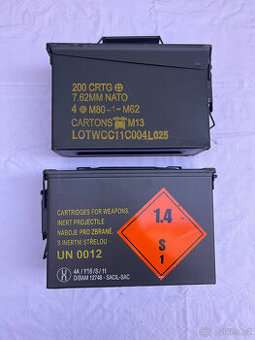 200 CRTG ⊕
7.62MM NATO
4 M80-1-M62
CARTONS M13
LOTWCC11C004L025
CARTRIDGES FOR WEAPONS,
INERT PROJECTILE
NÁBOJE PRO ZBRANĚ,
S INERTNÍ STŘELOU
UN 0012
4A/Y16/S/11
D/BAM 12748 - SACIL-SAC
1.4
S
1